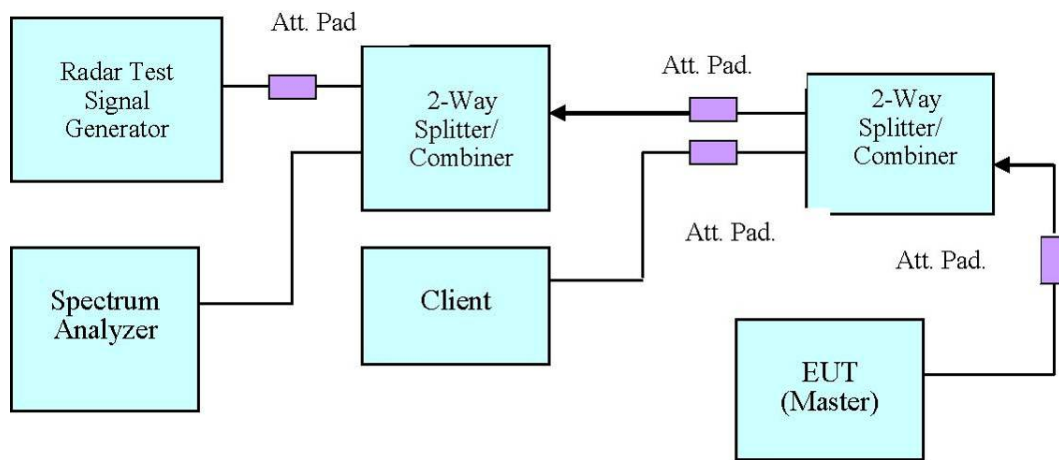 Att. Pad
Radar Test
Signal
Generator
2-Way
Splitter/
Combiner
Att. Pad.
2-Way
Splitter/
Combiner
Att. Pad.
Att. Pad.
Spectrum
Analyzer
Client
EUT
(Master)